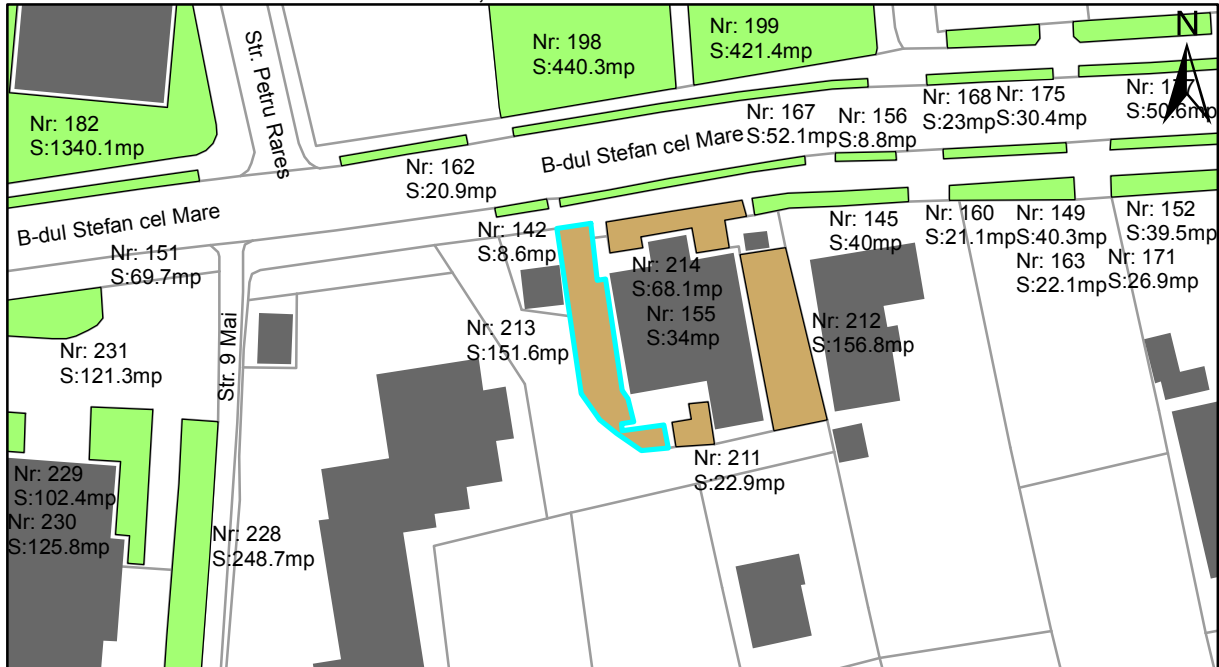 Nr: 198
S:440.3mp
Nr: 199
S:421.4mp
N
Str. Petru Rares
Nr: 182
S:1340.1mp
Nr: 167
S:52.1mp
Nr: 156
S:8.8mp
Nr: 168
S:23mp
Nr: 175
S:30.4mp
Nr: 177
S:50.6mp
B-dul Stefan cel Mare
Nr: 162
S:20.9mp
B-dul Stefan cel Mare
Nr: 151
S:69.7mp
Nr: 142
S:8.6mp
Nr: 145
S:40mp
Nr: 160
S:21.1mp
Nr: 149
S:40.3mp
Nr: 163
S:22.1mp
Nr: 152
S:39.5mp
Nr: 171
S:26.9mp
Nr: 214
S:68.1mp
Nr: 155
S:34mp
Nr: 213
S:151.6mp
Nr: 212
S:156.8mp
Nr: 231
S:121.3mp
Str. 9 Mai
Nr: 211
S:22.9mp
Nr: 229
S:102.4mp
Nr: 230
S:125.8mp
Nr: 228
S:248.7mp